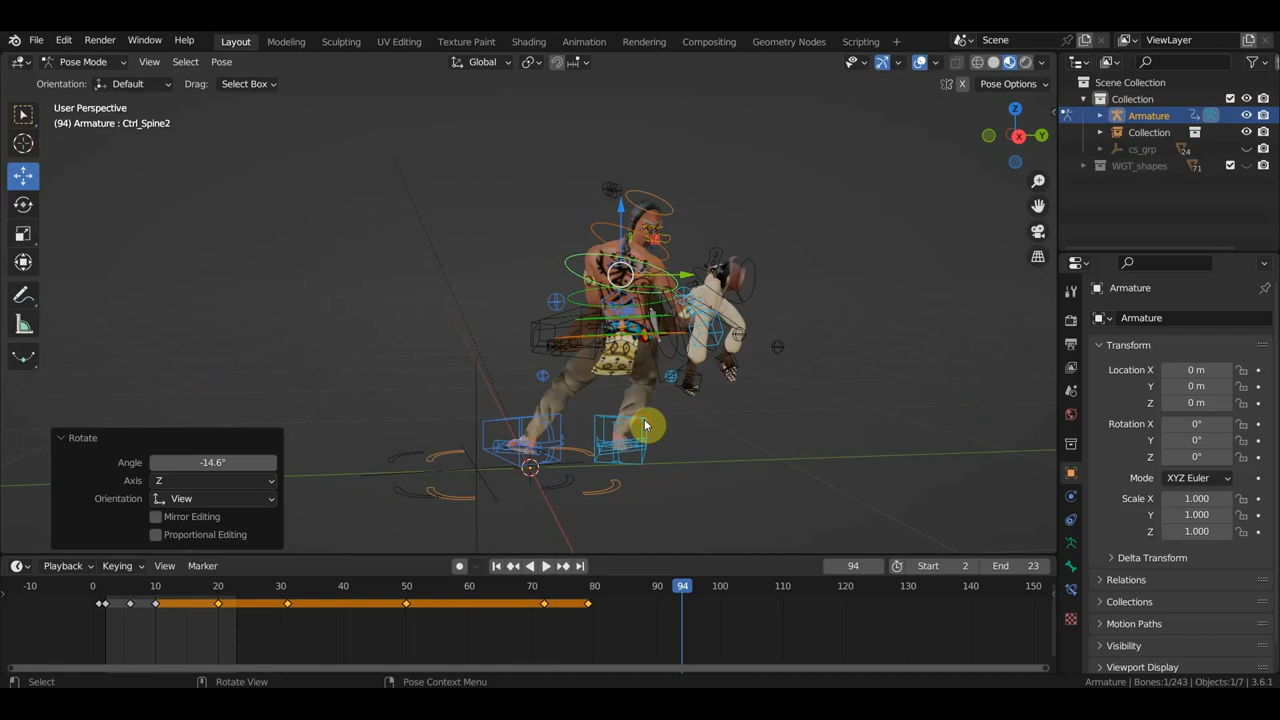 File Edit Render Window Help Layout Modeling Sculpting UV Editing Texture Paint Shading Animation Rendering Compositing Geometry Nodes Scripting + Scene ViewLayer
Pose Mode View Select Pose Global
Orientation: Default Drag: Select Box X Pose Options
Scene Collection
Collection
Armature
Collection
cs_grp 24
WGT_shapes 71
User Perspective
(94) Armature : Ctrl_Spine2
Z
Y
X
Armature
Armature
Transform
Location X 0 m
Y 0 m
Z 0 m
Rotation X 0°
Y 0°
Z 0°
Mode XYZ Euler
Scale X 1.000
Y 1.000
Z 1.000
Delta Transform
Relations
Collections
Motion Paths
Visibility
Viewport Display
Rotate
Angle -14.6°
Axis Z
Orientation View
Mirror Editing
Proportional Editing
Playback Keying View Marker 94 Start 2 End 23
-10 0 10 20 30 40 50 60 70 80 90 94 100 110 120 130 140 150
Select Rotate View Pose Context Menu Armature | Bones:1/243 | Objects:1/7 | 3.6.1